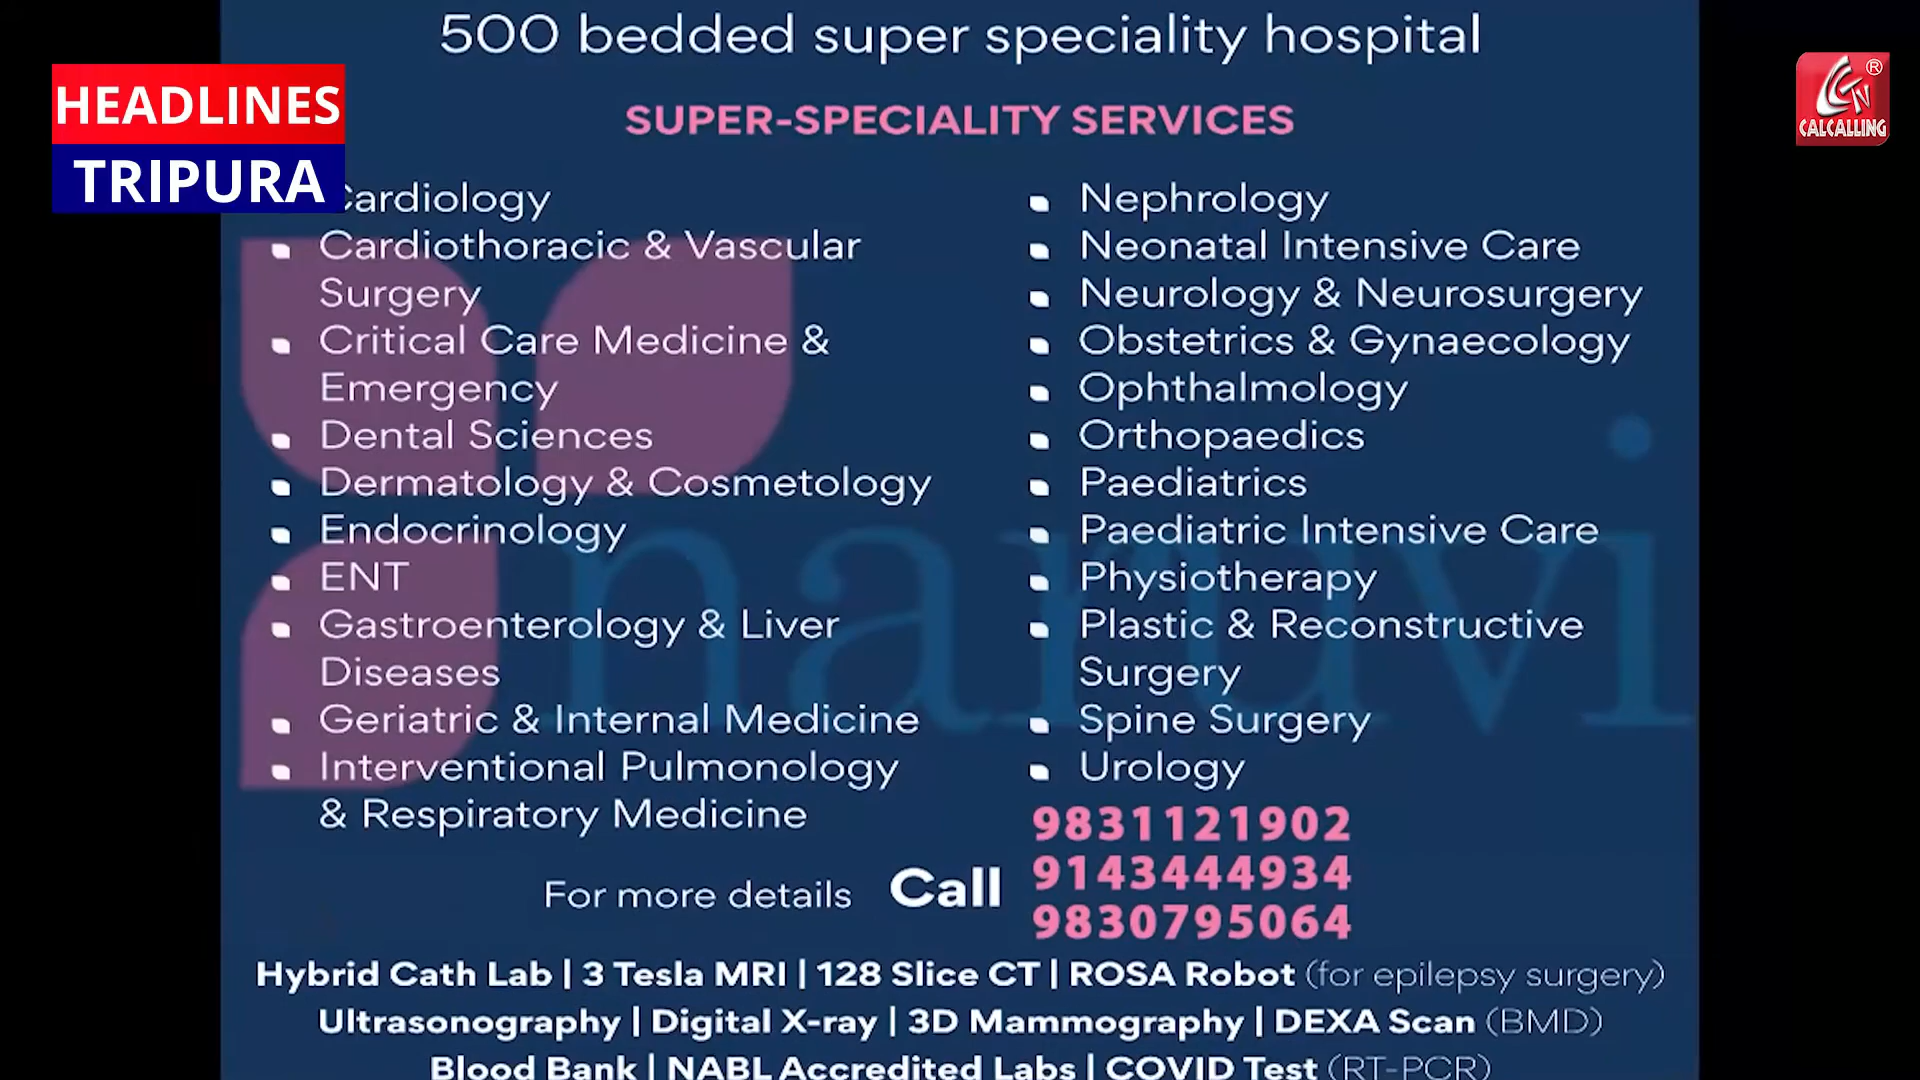 500 bedded super speciality hospital
HEADLINES
TRIPURA
CALCALLING
®
SUPER-SPECIALITY SERVICES
Cardiology
Cardiothoracic & Vascular
Surgery
Critical Care Medicine &
Emergency
Dental Sciences
Dermatology & Cosmetology
Endocrinology
ENT
Gastroenterology & Liver
Diseases
Geriatric & Internal Medicine
Interventional Pulmonology
& Respiratory Medicine
Nephrology
Neonatal Intensive Care
Neurology & Neurosurgery
Obstetrics & Gynaecology
Ophthalmology
Orthopaedics
Paediatrics
Paediatric Intensive Care
Physiotherapy
Plastic & Reconstructive
Surgery
Spine Surgery
Urology
naruvi
For more details Call
9831121902
9143444934
9830795064
Hybrid Cath Lab | 3 Tesla MRI | 128 Slice CT | ROSA Robot (for epilepsy surgery)
Ultrasonography | Digital X-ray | 3D Mammography | DEXA Scan (BMD)
Blood Bank | NABL Accredited Labs | COVID Test (RT-PCR)